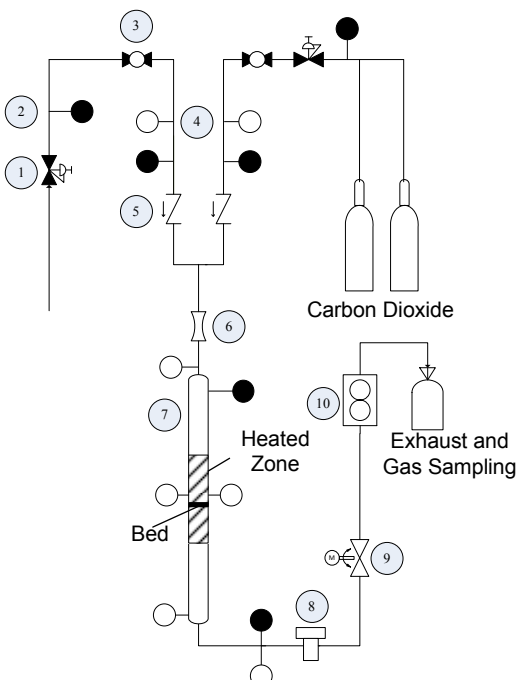 3
2
4
1
5
Carbon Dioxide
6
7
10
Heated
Zone
Exhaust and
Gas Sampling
Bed
M
9
8